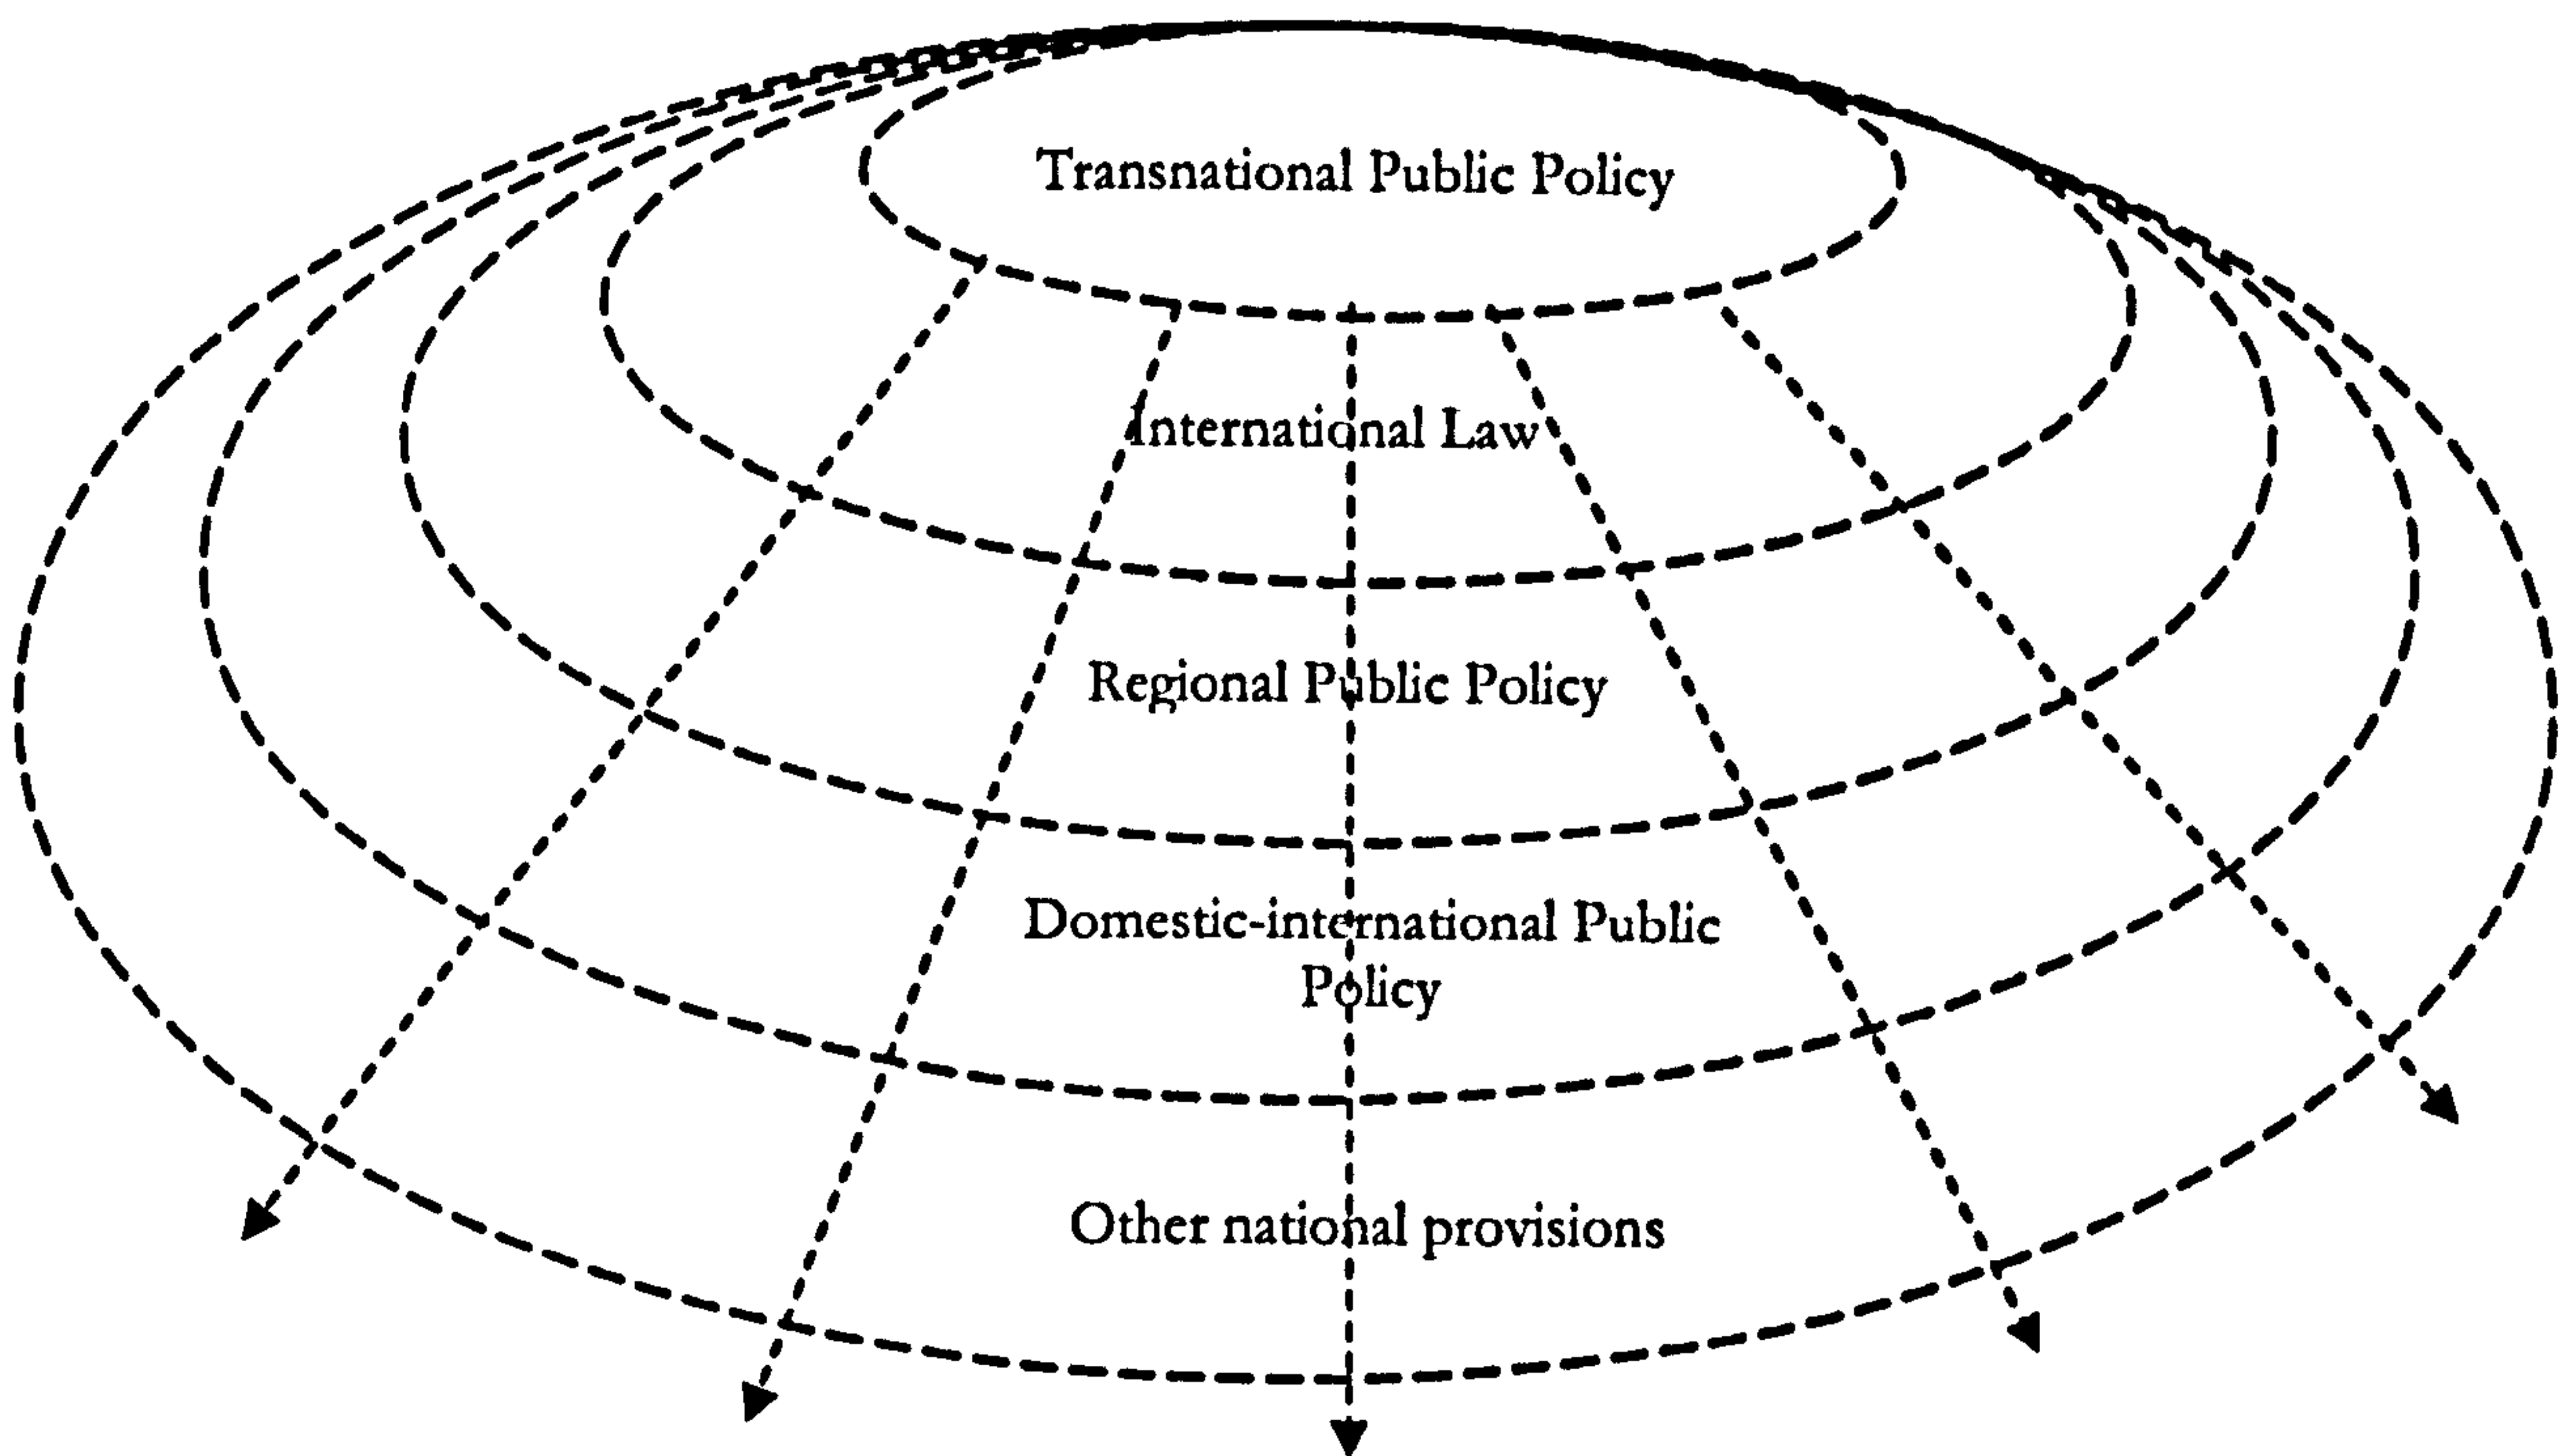 Transnational Public Policy
International Law
Regional Public Policy
Domestic-international Public
Policy
Other national provisions